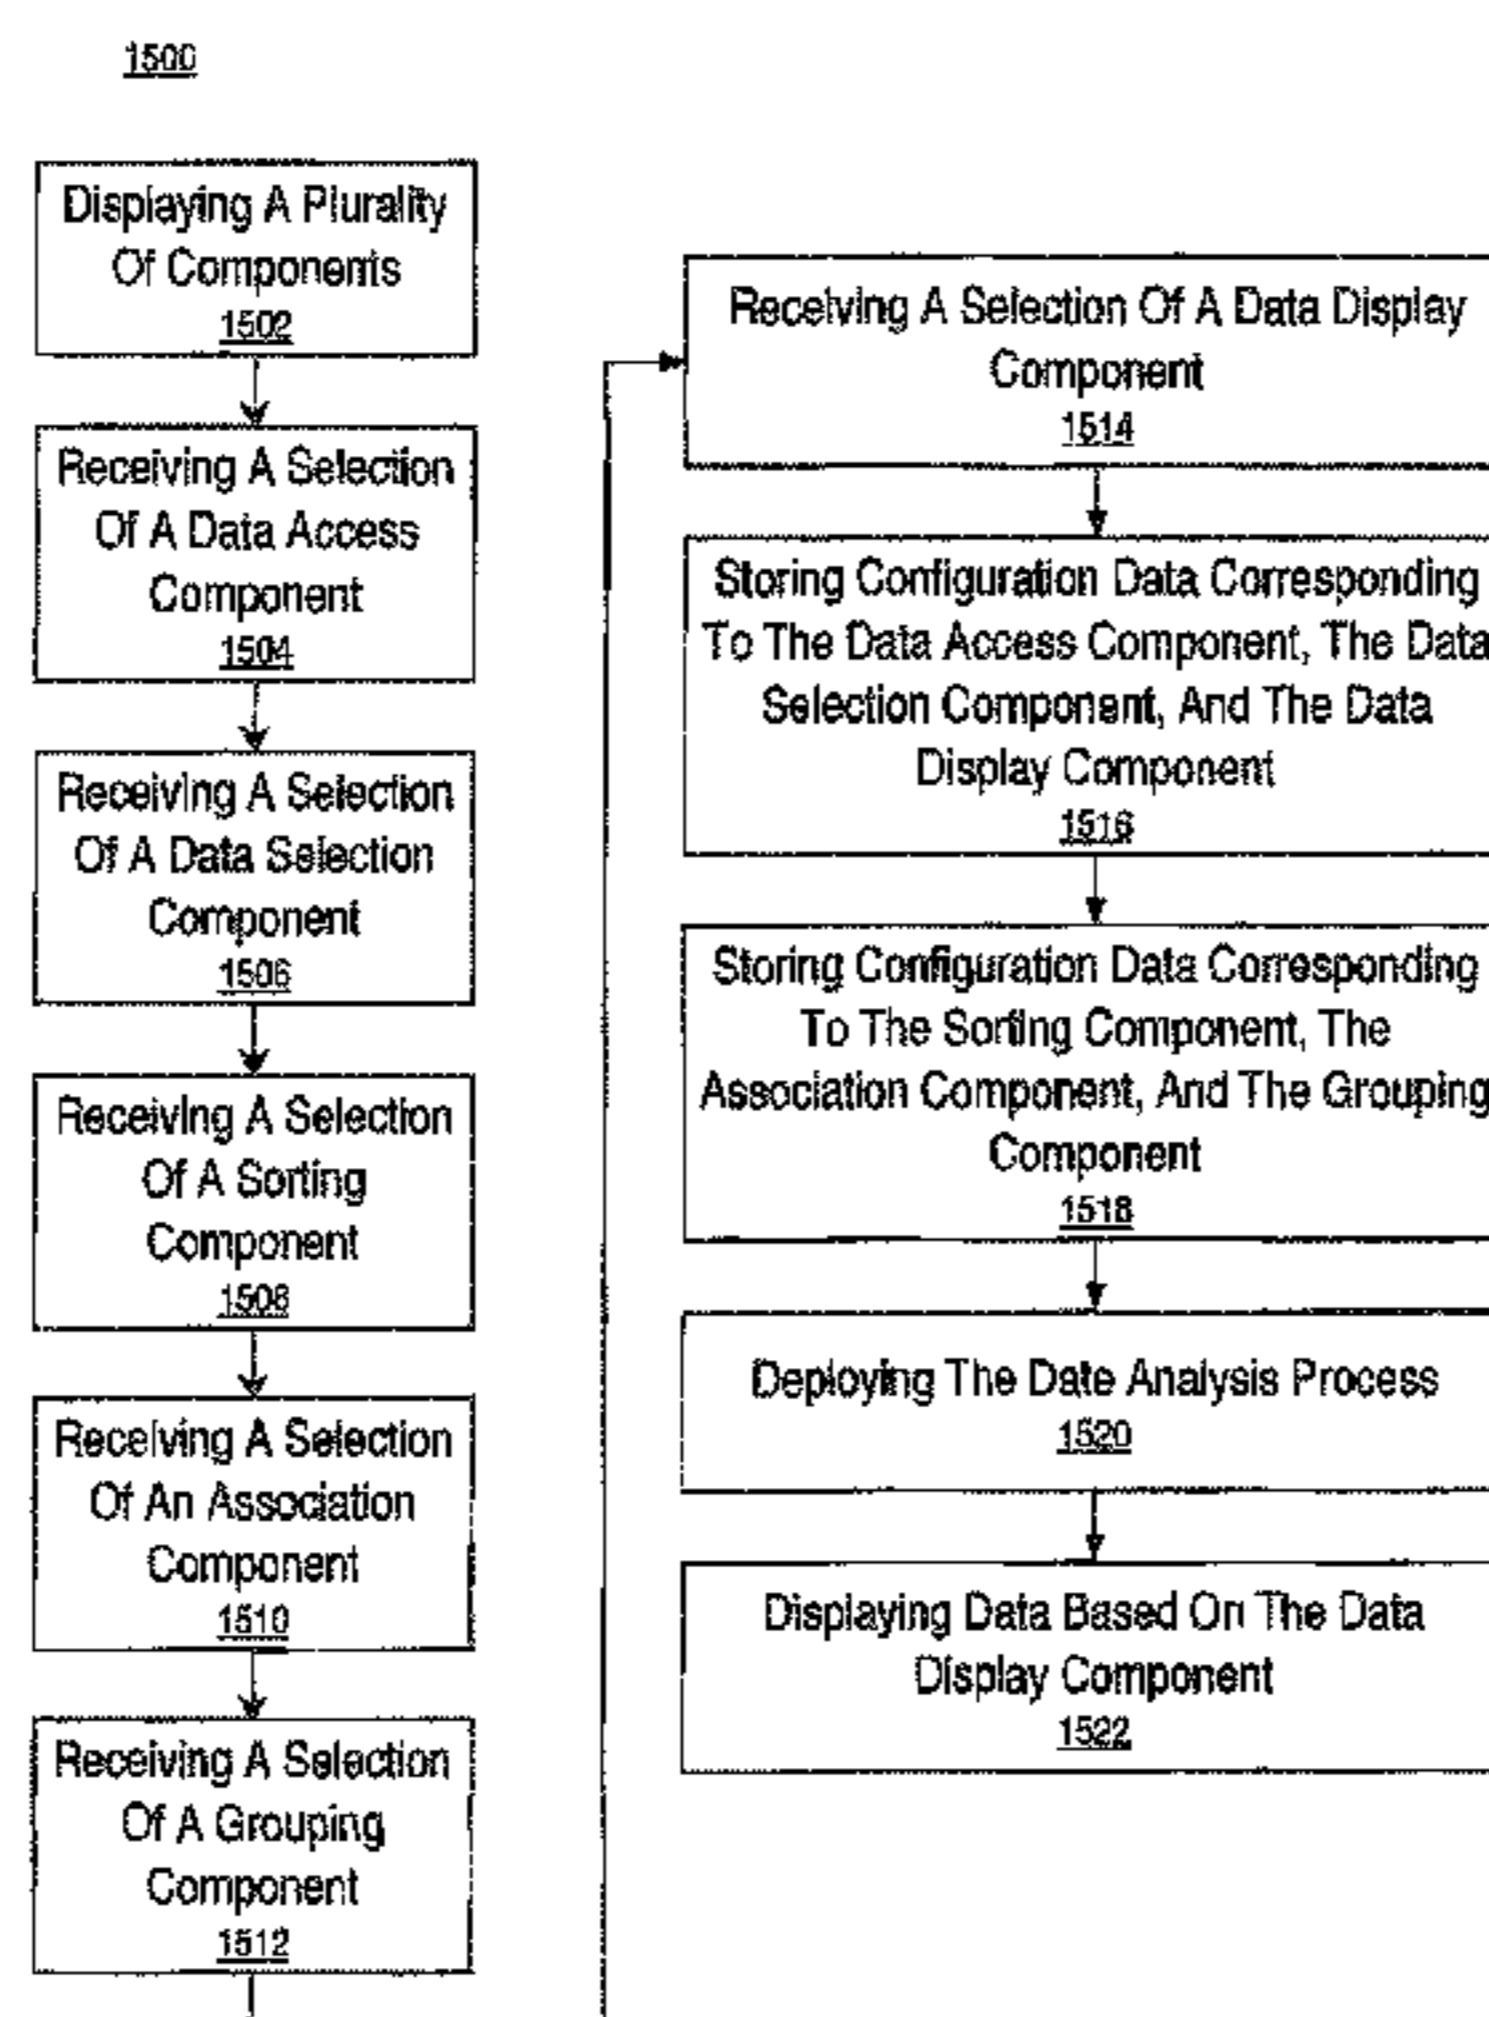 1500
Displaying A Plurality
Of Components
1502
Receiving A Selection
Of A Data Access
Component
1504
Receiving A Selection
Of A Data Selection
Component
1506
Receiving A Selection
Of A Sorting
Component
1508
Receiving A Selection
Of An Association
Component
1510
Receiving A Selection
Of A Grouping
Component
1512
Receiving A Selection Of A Data Display
Component
1514
Storing Configuration Data Corresponding
To The Data Access Component, The Data
Selection Component, And The Data
Display Component
1516
Storing Configuration Data Corresponding
To The Sorting Component, The
Association Component, And The Grouping
Component
1518
Deploying The Date Analysis Process
1520
Displaying Data Based On The Data
Display Component
1522